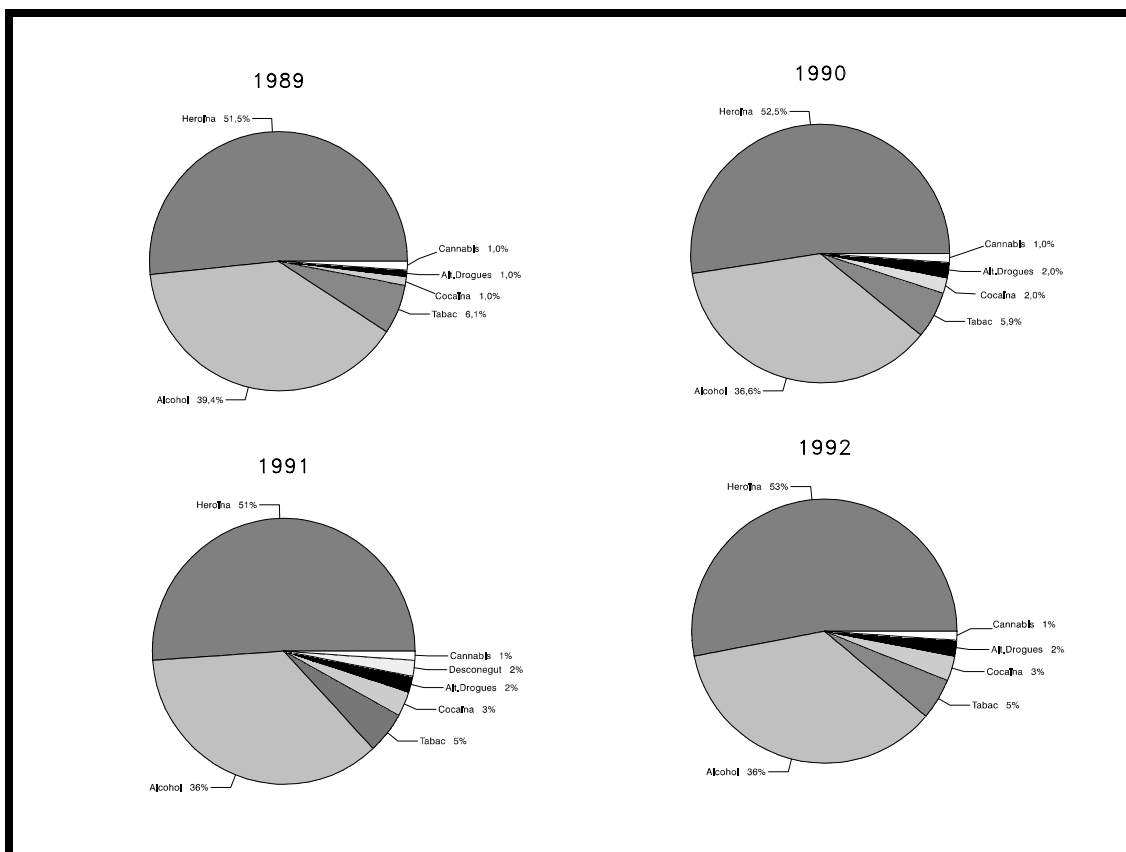 1989
Heroïna 51,5%
Cannabis 1,0%
Alt.Drogues 1,0%
Cocaïna 1,0%
Tabac 6,1%
Alcohol 39,4%
1990
Heroïna 52,5%
Cannabis 1,0%
Alt.Drogues 2,0%
Cocaïna 2,0%
Tabac 5,9%
Alcohol 36,6%
1991
Heroïna 51%
Cannabis 1%
Desconegut 2%
Alt.Drogues 2%
Cocaïna 3%
Tabac 5%
Alcohol 36%
1992
Heroïna 53%
Cannabis 1%
Alt.Drogues 2%
Cocaïna 3%
Tabac 5%
Alcohol 36%